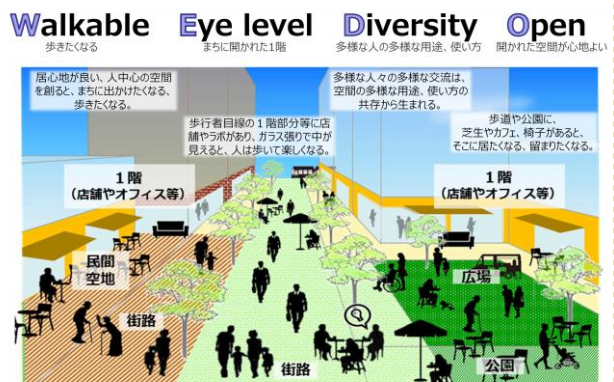 Walkable
歩きたくなる
Eye level
まちに開かれた1階
Diversity
多様な人の多様な用途、使い方
Open
開かれた空間が心地よい
居心地が良い、人中心の空間
を創ると、まちに出かけたくなる、
歩きたくなる。
歩行者目線の１階部分等に店
舗やラボがあり、ガラス張りで中が
見えると、人は歩いて楽しくなる。
多様な人々の多様な交流は、
空間の多様な用途、使い方の
共存から生まれる。
歩道や公園に、
芝生やカフェ、椅子があると、
そこに居たくなる、留まりたくなる。
１階
（店舗やオフィス等）
１階
（店舗やオフィス等）
民間
空地
広場
街路
街路
公園